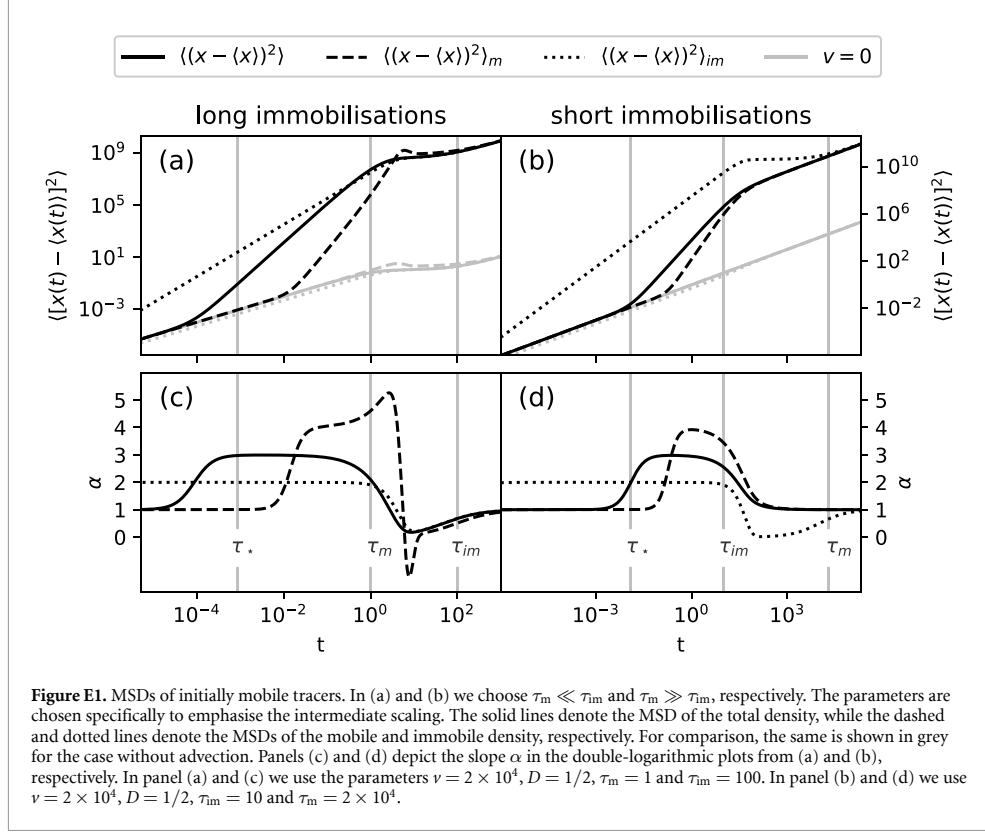 ⟨(x − ⟨x⟩)²⟩ ⟨(x − ⟨x⟩)²⟩ₘ ⟨(x − ⟨x⟩)²⟩ᵢₘ v = 0
long immobilisations short immobilisations
(a) (b)
⟨[x(t) − ⟨x(t)⟩]²⟩
10⁹
10⁵
10¹
10⁻³
10¹⁰
10⁶
10²
10⁻²
⟨[x(t) − ⟨x(t)⟩]²⟩
(c) (d)
α
5
4
3
2
1
0
5
4
3
2
1
0
α
τ⋆ τₘ τᵢₘ τ⋆ τᵢₘ τₘ
10⁻⁴ 10⁻² 10⁰ 10² 10⁻³ 10⁰ 10³
t t
Figure E1. MSDs of initially mobile tracers. In (a) and (b) we choose τₘ ≪ τᵢₘ and τₘ ≫ τᵢₘ, respectively. The parameters are
chosen specifically to emphasise the intermediate scaling. The solid lines denote the MSD of the total density, while the dashed
and dotted lines denote the MSDs of the mobile and immobile density, respectively. For comparison, the same is shown in grey
for the case without advection. Panels (c) and (d) depict the slope α in the double-logarithmic plots from (a) and (b),
respectively. In panel (a) and (c) we use the parameters v = 2 × 10⁴, D = 1/2, τₘ = 1 and τᵢₘ = 100. In panel (b) and (d) we use
v = 2 × 10⁴, D = 1/2, τᵢₘ = 10 and τₘ = 2 × 10⁴.